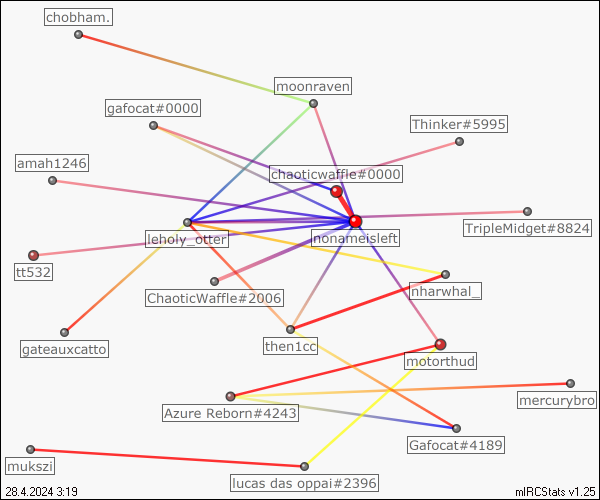 chobham.
moonraven
gafocat#0000
Thinker#5995
amah1246
chaoticwaffle#0000
leholy_otter
nonameisleft
TripleMidget#8824
tt532
ChaoticWaffle#2006
nharwhal_
gateauxcatto
then1cc
motorthud
mercurybro
Azure Reborn#4243
Gafocat#4189
mukszi
lucas das oppai#2396
28.4.2024 3:19
mIRCStats v1.25